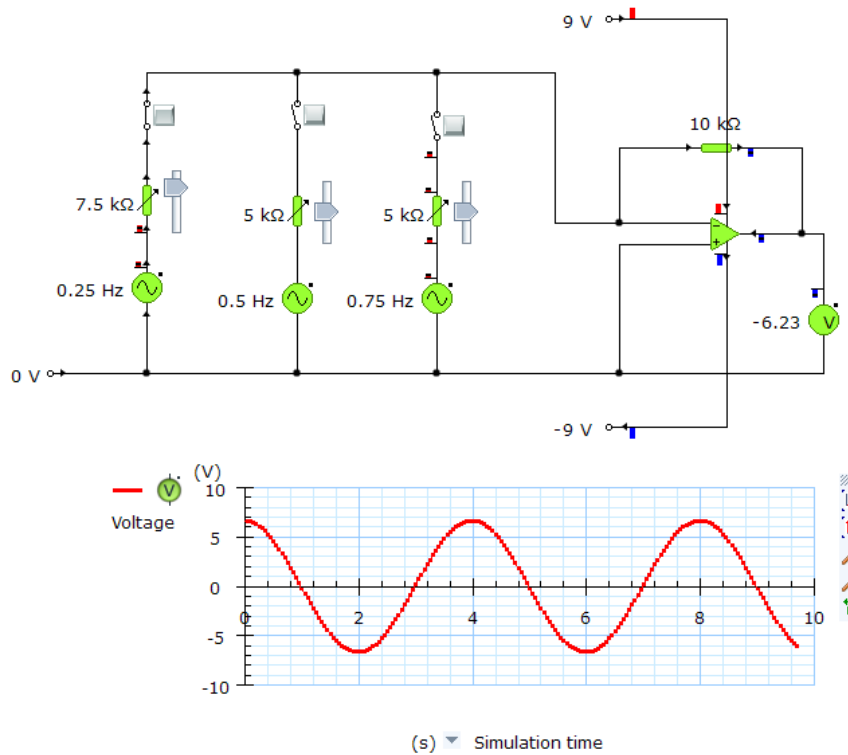 9 V
10 kΩ
7.5 kΩ
5 kΩ
5 kΩ
−
+
0.25 Hz
0.5 Hz
0.75 Hz
-6.23
V
0 V
-9 V
(V)
V
Voltage
10
5
0
-5
-10
0
2
4
6
8
10
(s) Simulation time